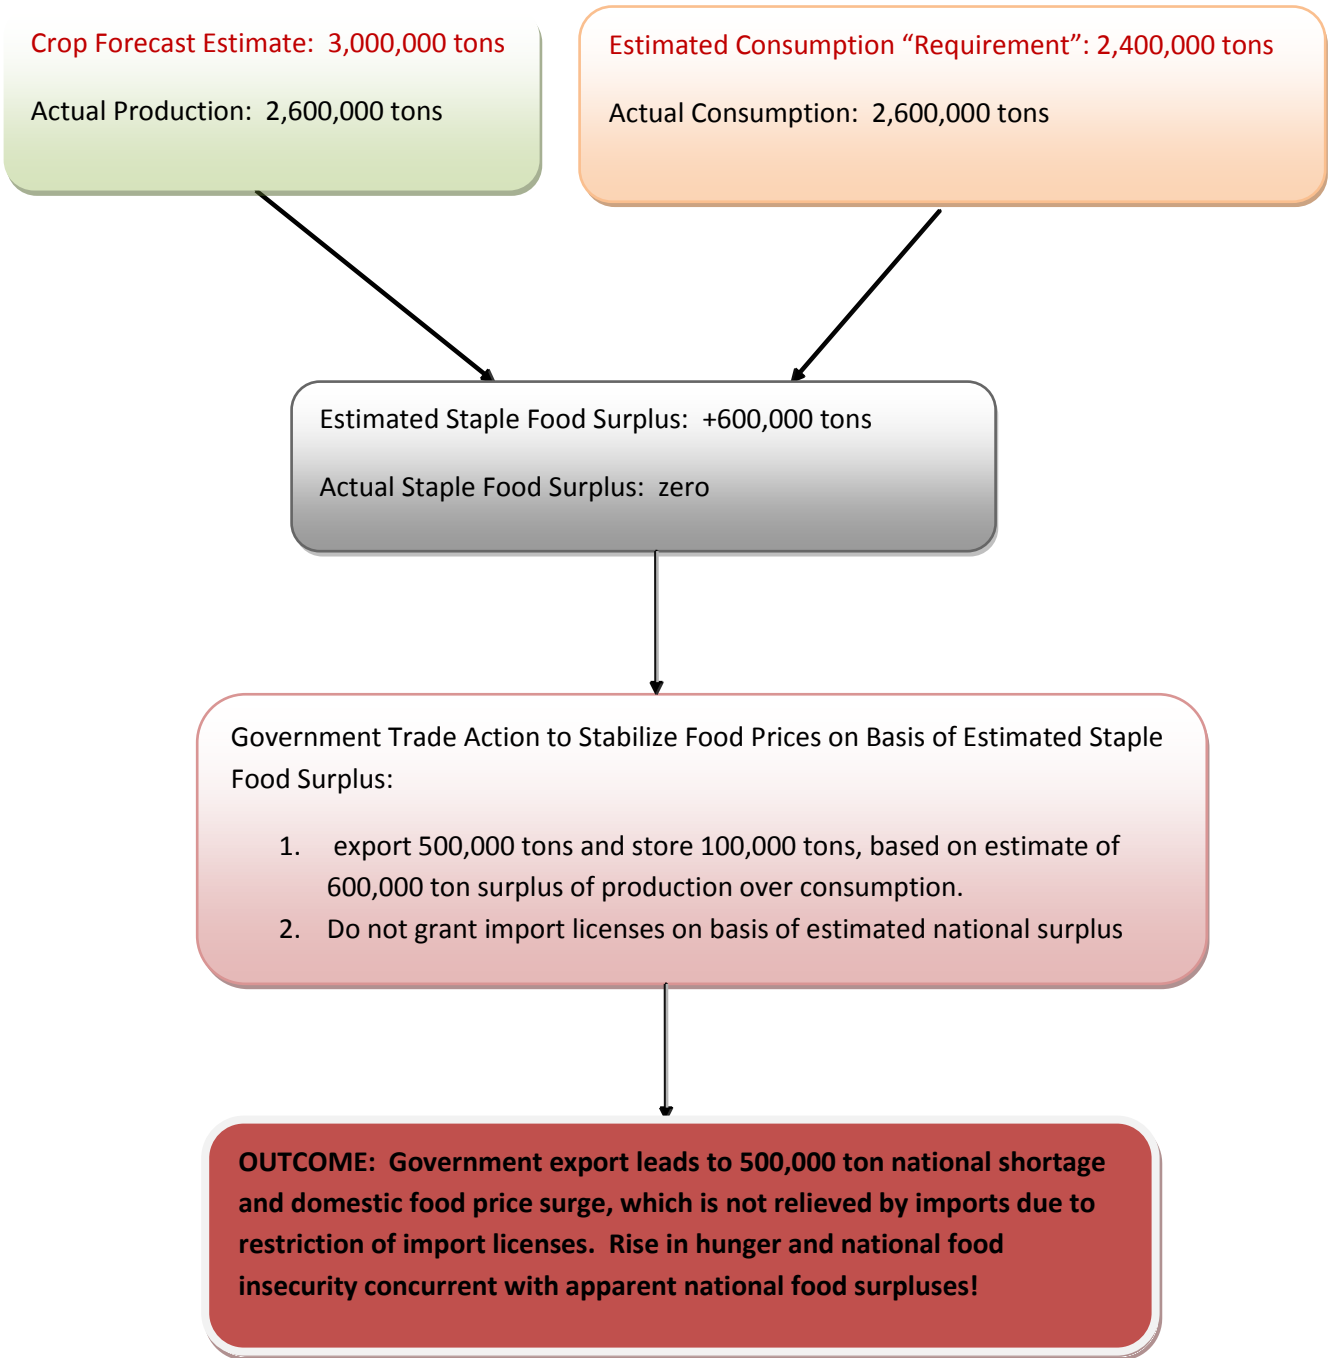 Crop Forecast Estimate: 3,000,000 tons
Actual Production: 2,600,000 tons
Estimated Consumption “Requirement”: 2,400,000 tons
Actual Consumption: 2,600,000 tons
Estimated Staple Food Surplus: +600,000 tons
Actual Staple Food Surplus: zero
Government Trade Action to Stabilize Food Prices on Basis of Estimated Staple
Food Surplus:
1. export 500,000 tons and store 100,000 tons, based on estimate of
600,000 ton surplus of production over consumption.
2. Do not grant import licenses on basis of estimated national surplus
OUTCOME: Government export leads to 500,000 ton national shortage
and domestic food price surge, which is not relieved by imports due to
restriction of import licenses. Rise in hunger and national food
insecurity concurrent with apparent national food surpluses!